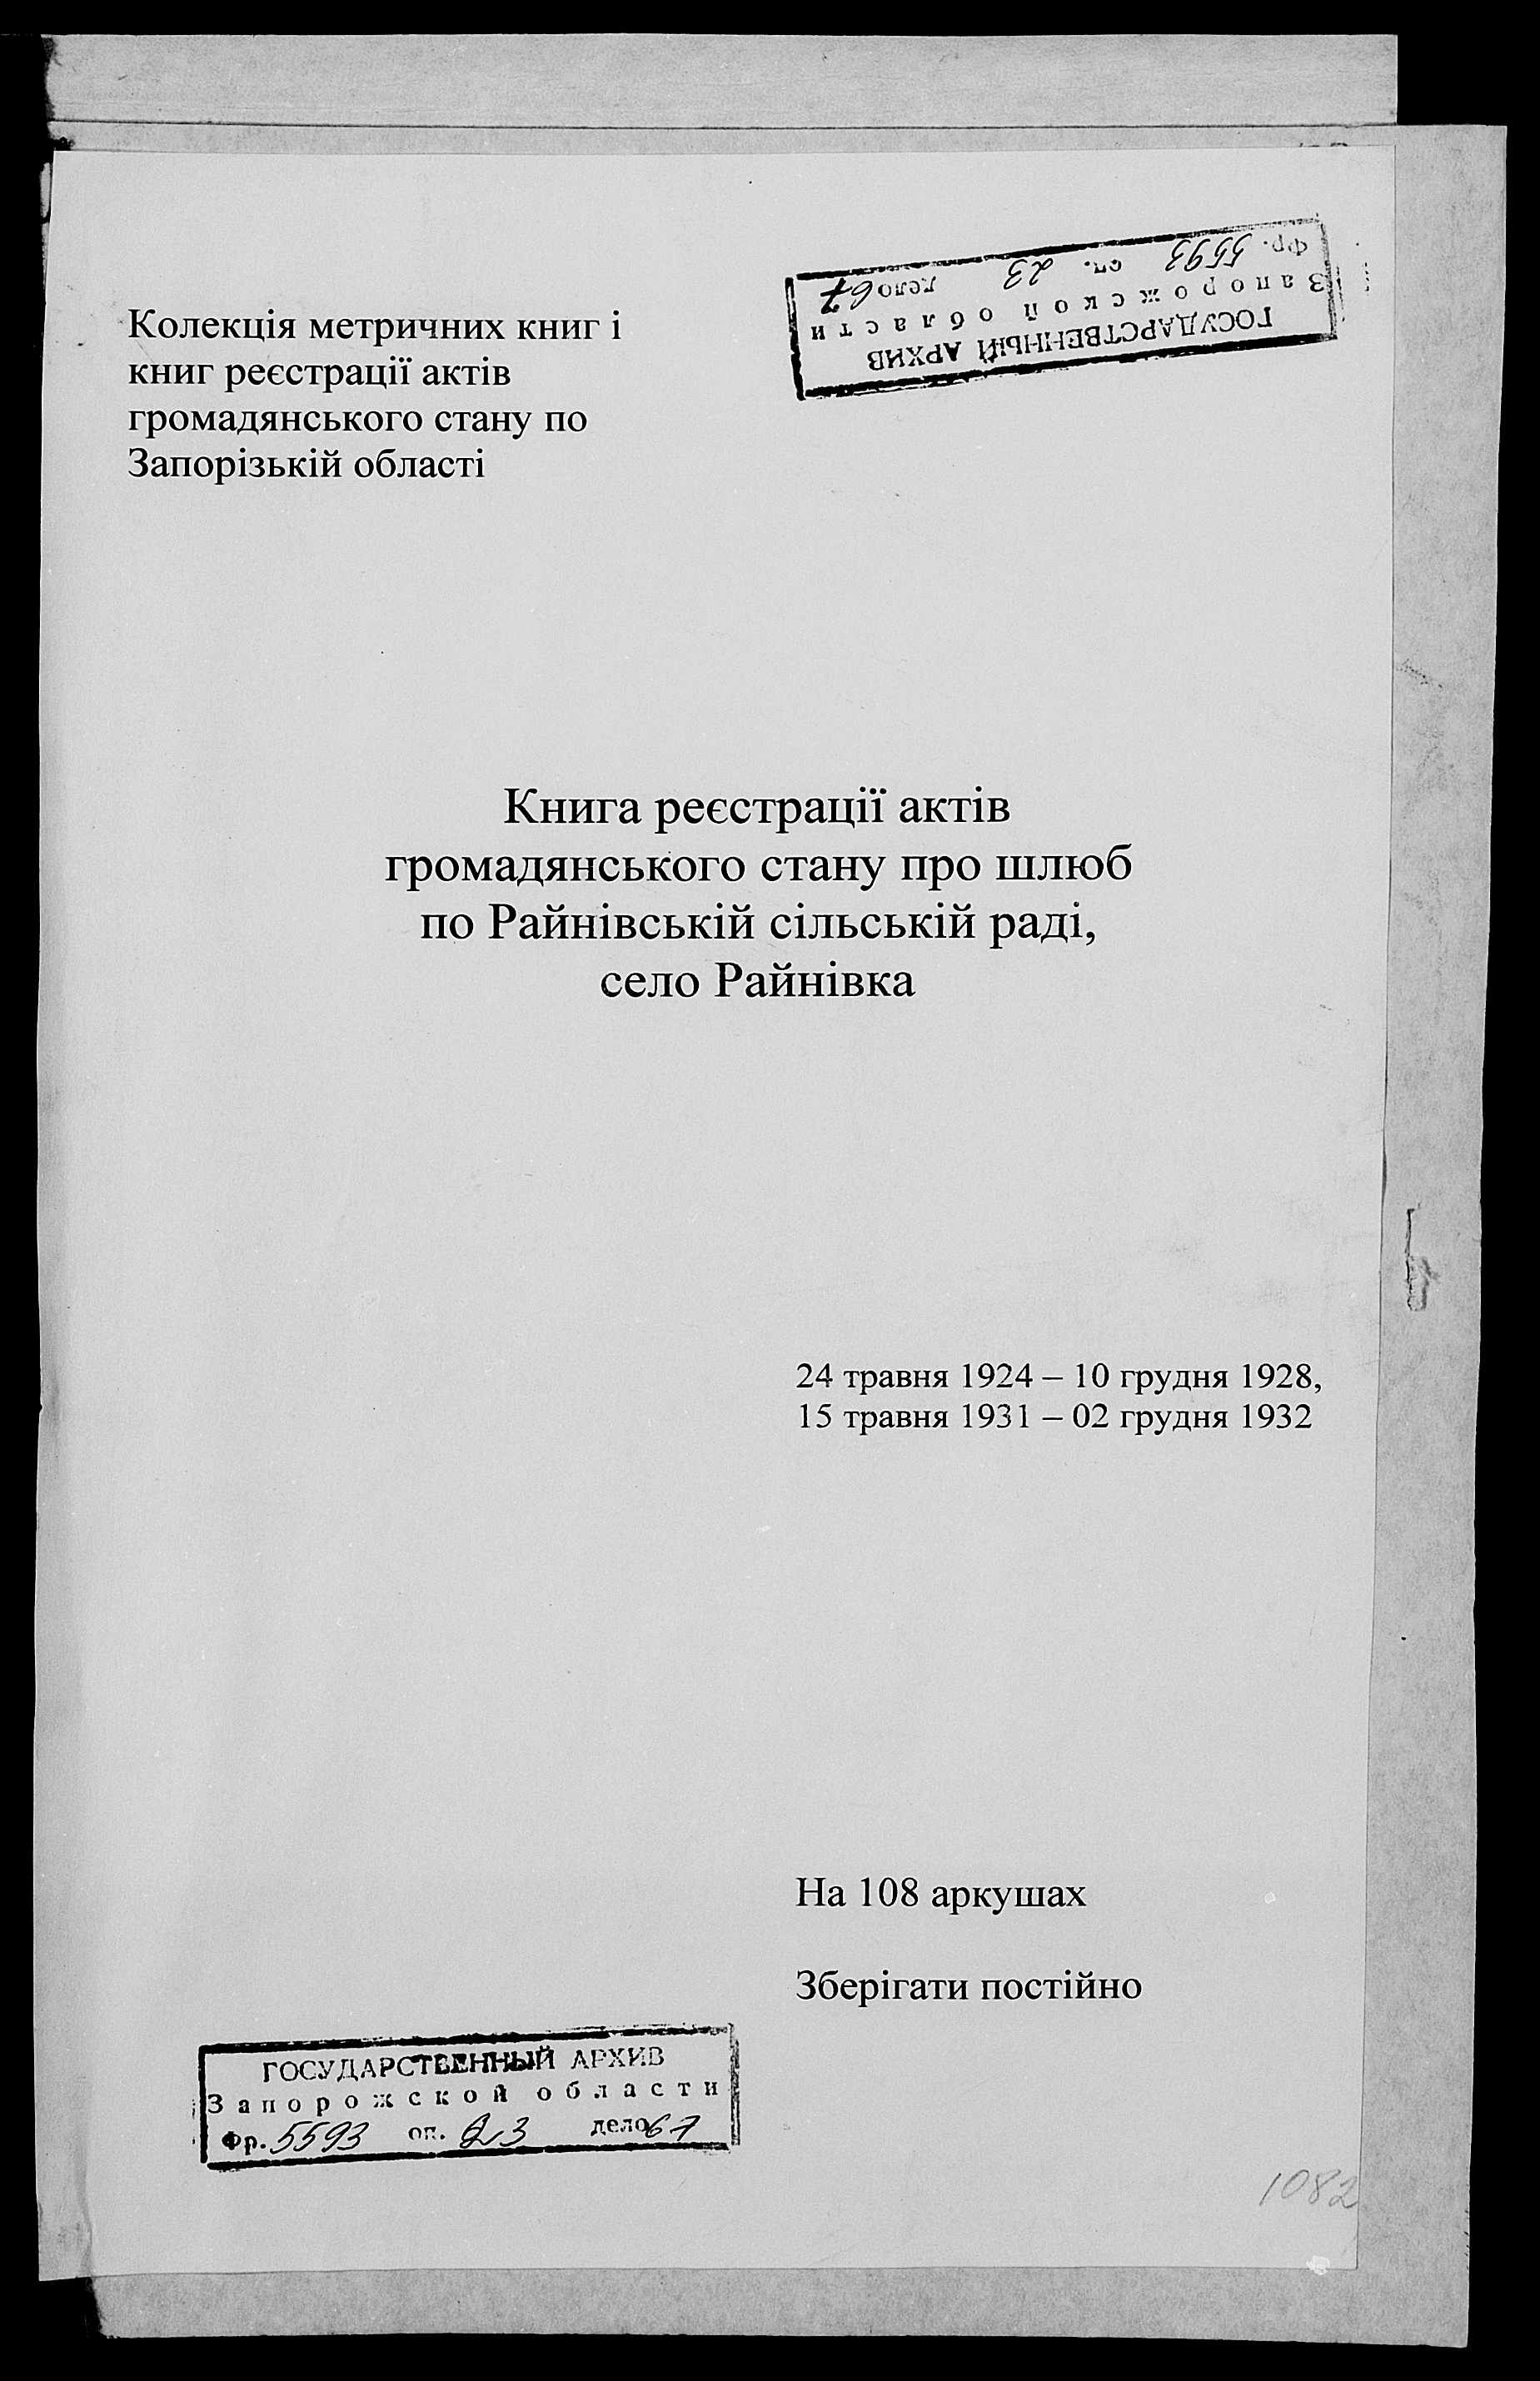 ГОСУДАРСТВЕННЫЙ АРХИВ
Запорожской области
Фр. 5593 оп. 23 дело 67
Колекція метричних книг і
книг реєстрації актів
громадянського стану по
Запорізькій області
Книга реєстрації актів
громадянського стану про шлюб
по Райнівській сільській раді,
село Райнівка
24 травня 1924 – 10 грудня 1928,
15 травня 1931 – 02 грудня 1932
На 108 аркушах
Зберігати постійно
ГОСУДАРСТВЕННЫЙ АРХИВ
Запорожской области
Фр. 5593 оп. 23 дело 67
1082